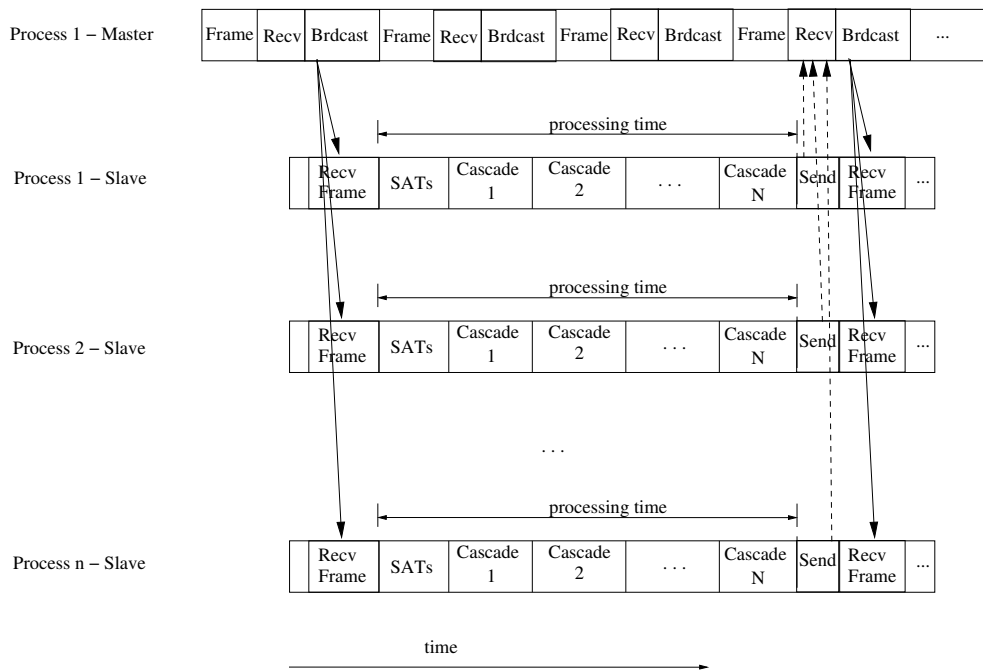 Process 1 – Master
Frame Recv Brdcast Frame Recv Brdcast Frame Recv Brdcast Frame Recv Brdcast ...
processing time
Process 1 – Slave
Recv Frame
SATs
Cascade 1
Cascade 2
. . .
Cascade N
Send
Recv Frame
...
processing time
Process 2 – Slave
Recv Frame
SATs
Cascade 1
Cascade 2
. . .
Cascade N
Send
Recv Frame
...
. . .
processing time
Process n – Slave
Recv Frame
SATs
Cascade 1
Cascade 2
. . .
Cascade N
Send
Recv Frame
...
time